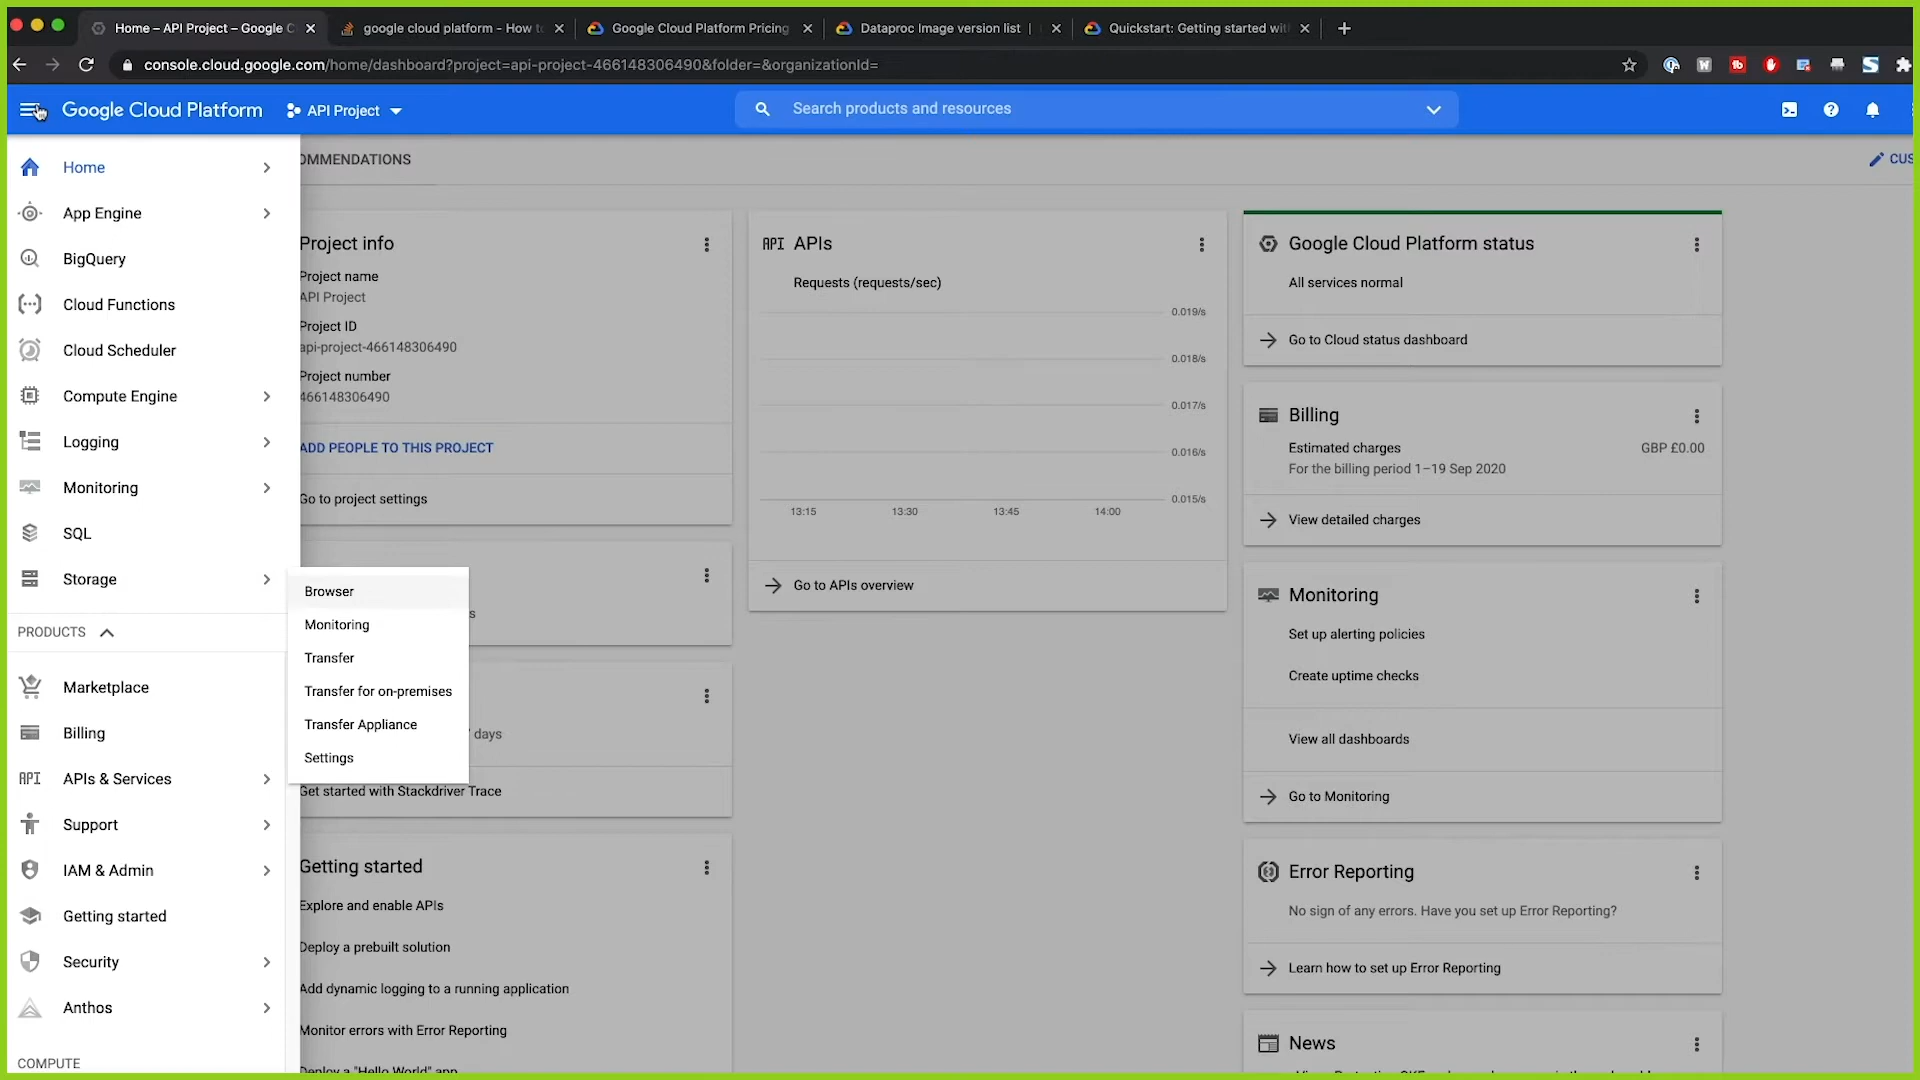 Home – API Project – Google C
google cloud platform - How to
Google Cloud Platform Pricing
Dataproc Image version list |
Quickstart: Getting started wit
console.cloud.google.com/home/dashboard?project=api-project-466148306490&folder=&organizationId=
Google Cloud Platform
API Project
Search products and resources
Home
App Engine
BigQuery
Cloud Functions
Cloud Scheduler
Compute Engine
Logging
Monitoring
SQL
Storage
PRODUCTS
Marketplace
Billing
API APIs & Services
Support
IAM & Admin
Getting started
Security
Anthos
COMPUTE
Browser
Monitoring
Transfer
Transfer for on-premises
Transfer Appliance
Settings
OMMENDATIONS
CUS
Project info
Project name
API Project
Project ID
api-project-466148306490
Project number
466148306490
ADD PEOPLE TO THIS PROJECT
Go to project settings
s
days
Get started with Stackdriver Trace
Getting started
Explore and enable APIs
Deploy a prebuilt solution
Add dynamic logging to a running application
Monitor errors with Error Reporting
Deploy a "Hello World" app
API APIs
Requests (requests/sec)
0.019/s
0.018/s
0.017/s
0.016/s
0.015/s
13:15
13:30
13:45
14:00
Go to APIs overview
Google Cloud Platform status
All services normal
Go to Cloud status dashboard
Billing
Estimated charges
GBP £0.00
For the billing period 1–19 Sep 2020
View detailed charges
Monitoring
Set up alerting policies
Create uptime checks
View all dashboards
Go to Monitoring
Error Reporting
No sign of any errors. Have you set up Error Reporting?
Learn how to set up Error Reporting
News